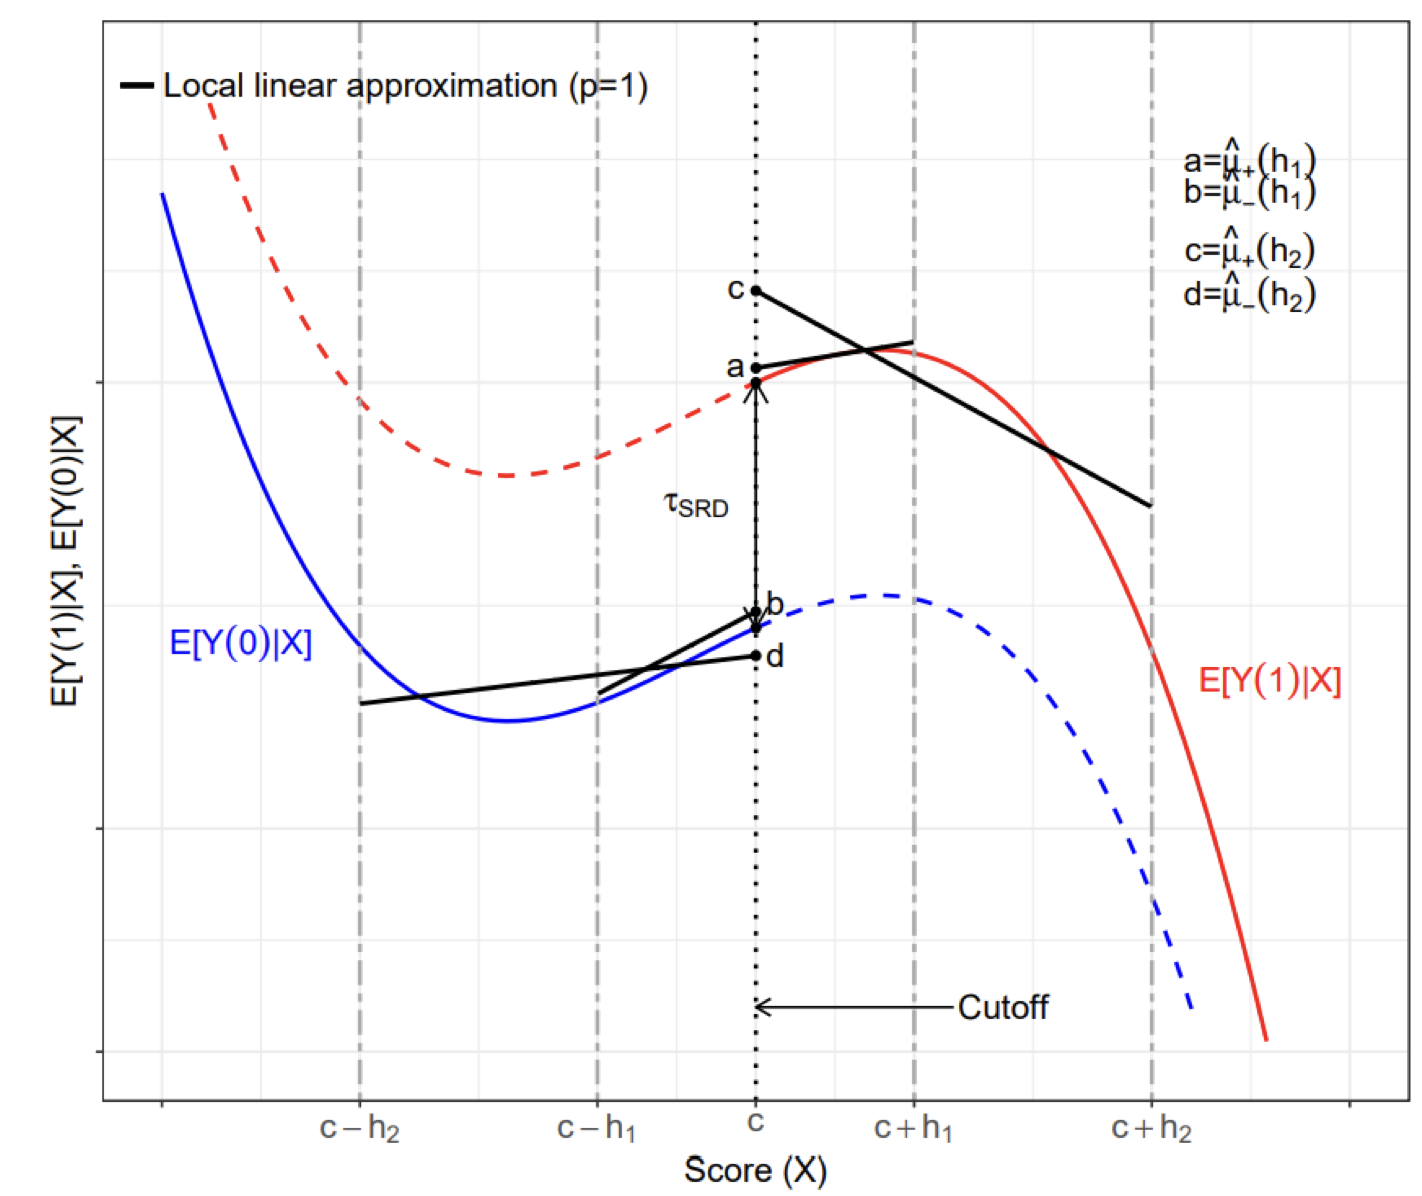 Local linear approximation (p=1)
a=μ̂₊(h₁)
b=μ̂₋(h₁)
c=μ̂₊(h₂)
d=μ̂₋(h₂)
c
a
τSRD
b
d
E[Y(0)|X]
E[Y(1)|X]
Cutoff
E[Y(1)|X], E[Y(0)|X]
c−h₂
c−h₁
c
c+h₁
c+h₂
Score (X)